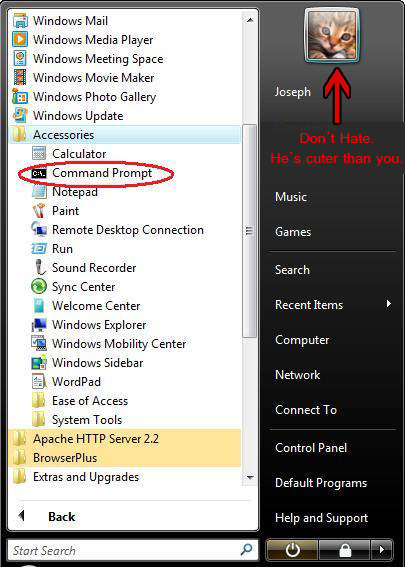 Windows Mail
Windows Media Player
Windows Meeting Space
Windows Movie Maker
Windows Photo Gallery
Windows Update
Accessories
Calculator
C:\.
Command Prompt
Notepad
Paint
Remote Desktop Connection
Run
Sound Recorder
Sync Center
Welcome Center
Windows Explorer
Windows Mobility Center
Windows Sidebar
WordPad
Ease of Access
System Tools
Apache HTTP Server 2.2
BrowserPlus
Extras and Upgrades
Back
Start Search
Joseph
Don't Hate.
He's cuter than you.
Music
Games
Search
Recent Items
Computer
Network
Connect To
Control Panel
Default Programs
Help and Support